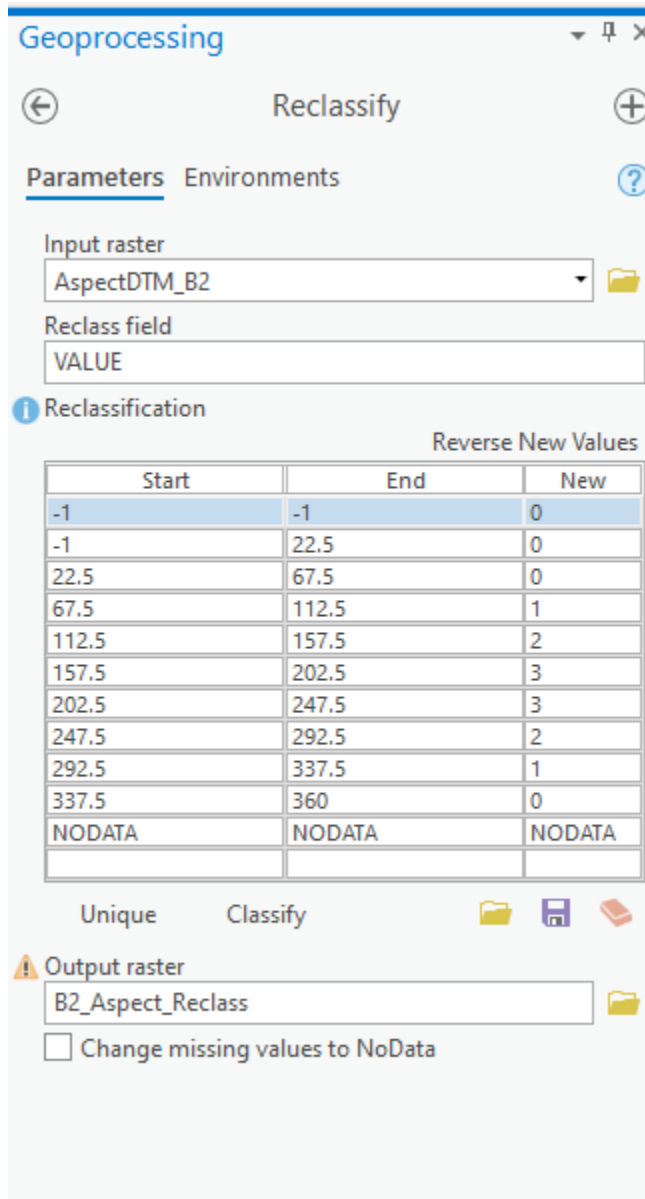 Geoprocessing
Reclassify
Parameters Environments
Input raster
AspectDTM_B2
Reclass field
VALUE
Reclassification
Reverse New Values
Start End New
-1 -1 0
-1 22.5 0
22.5 67.5 0
67.5 112.5 1
112.5 157.5 2
157.5 202.5 3
202.5 247.5 3
247.5 292.5 2
292.5 337.5 1
337.5 360 0
NODATA NODATA NODATA
Unique Classify
Output raster
B2_Aspect_Reclass
Change missing values to NoData